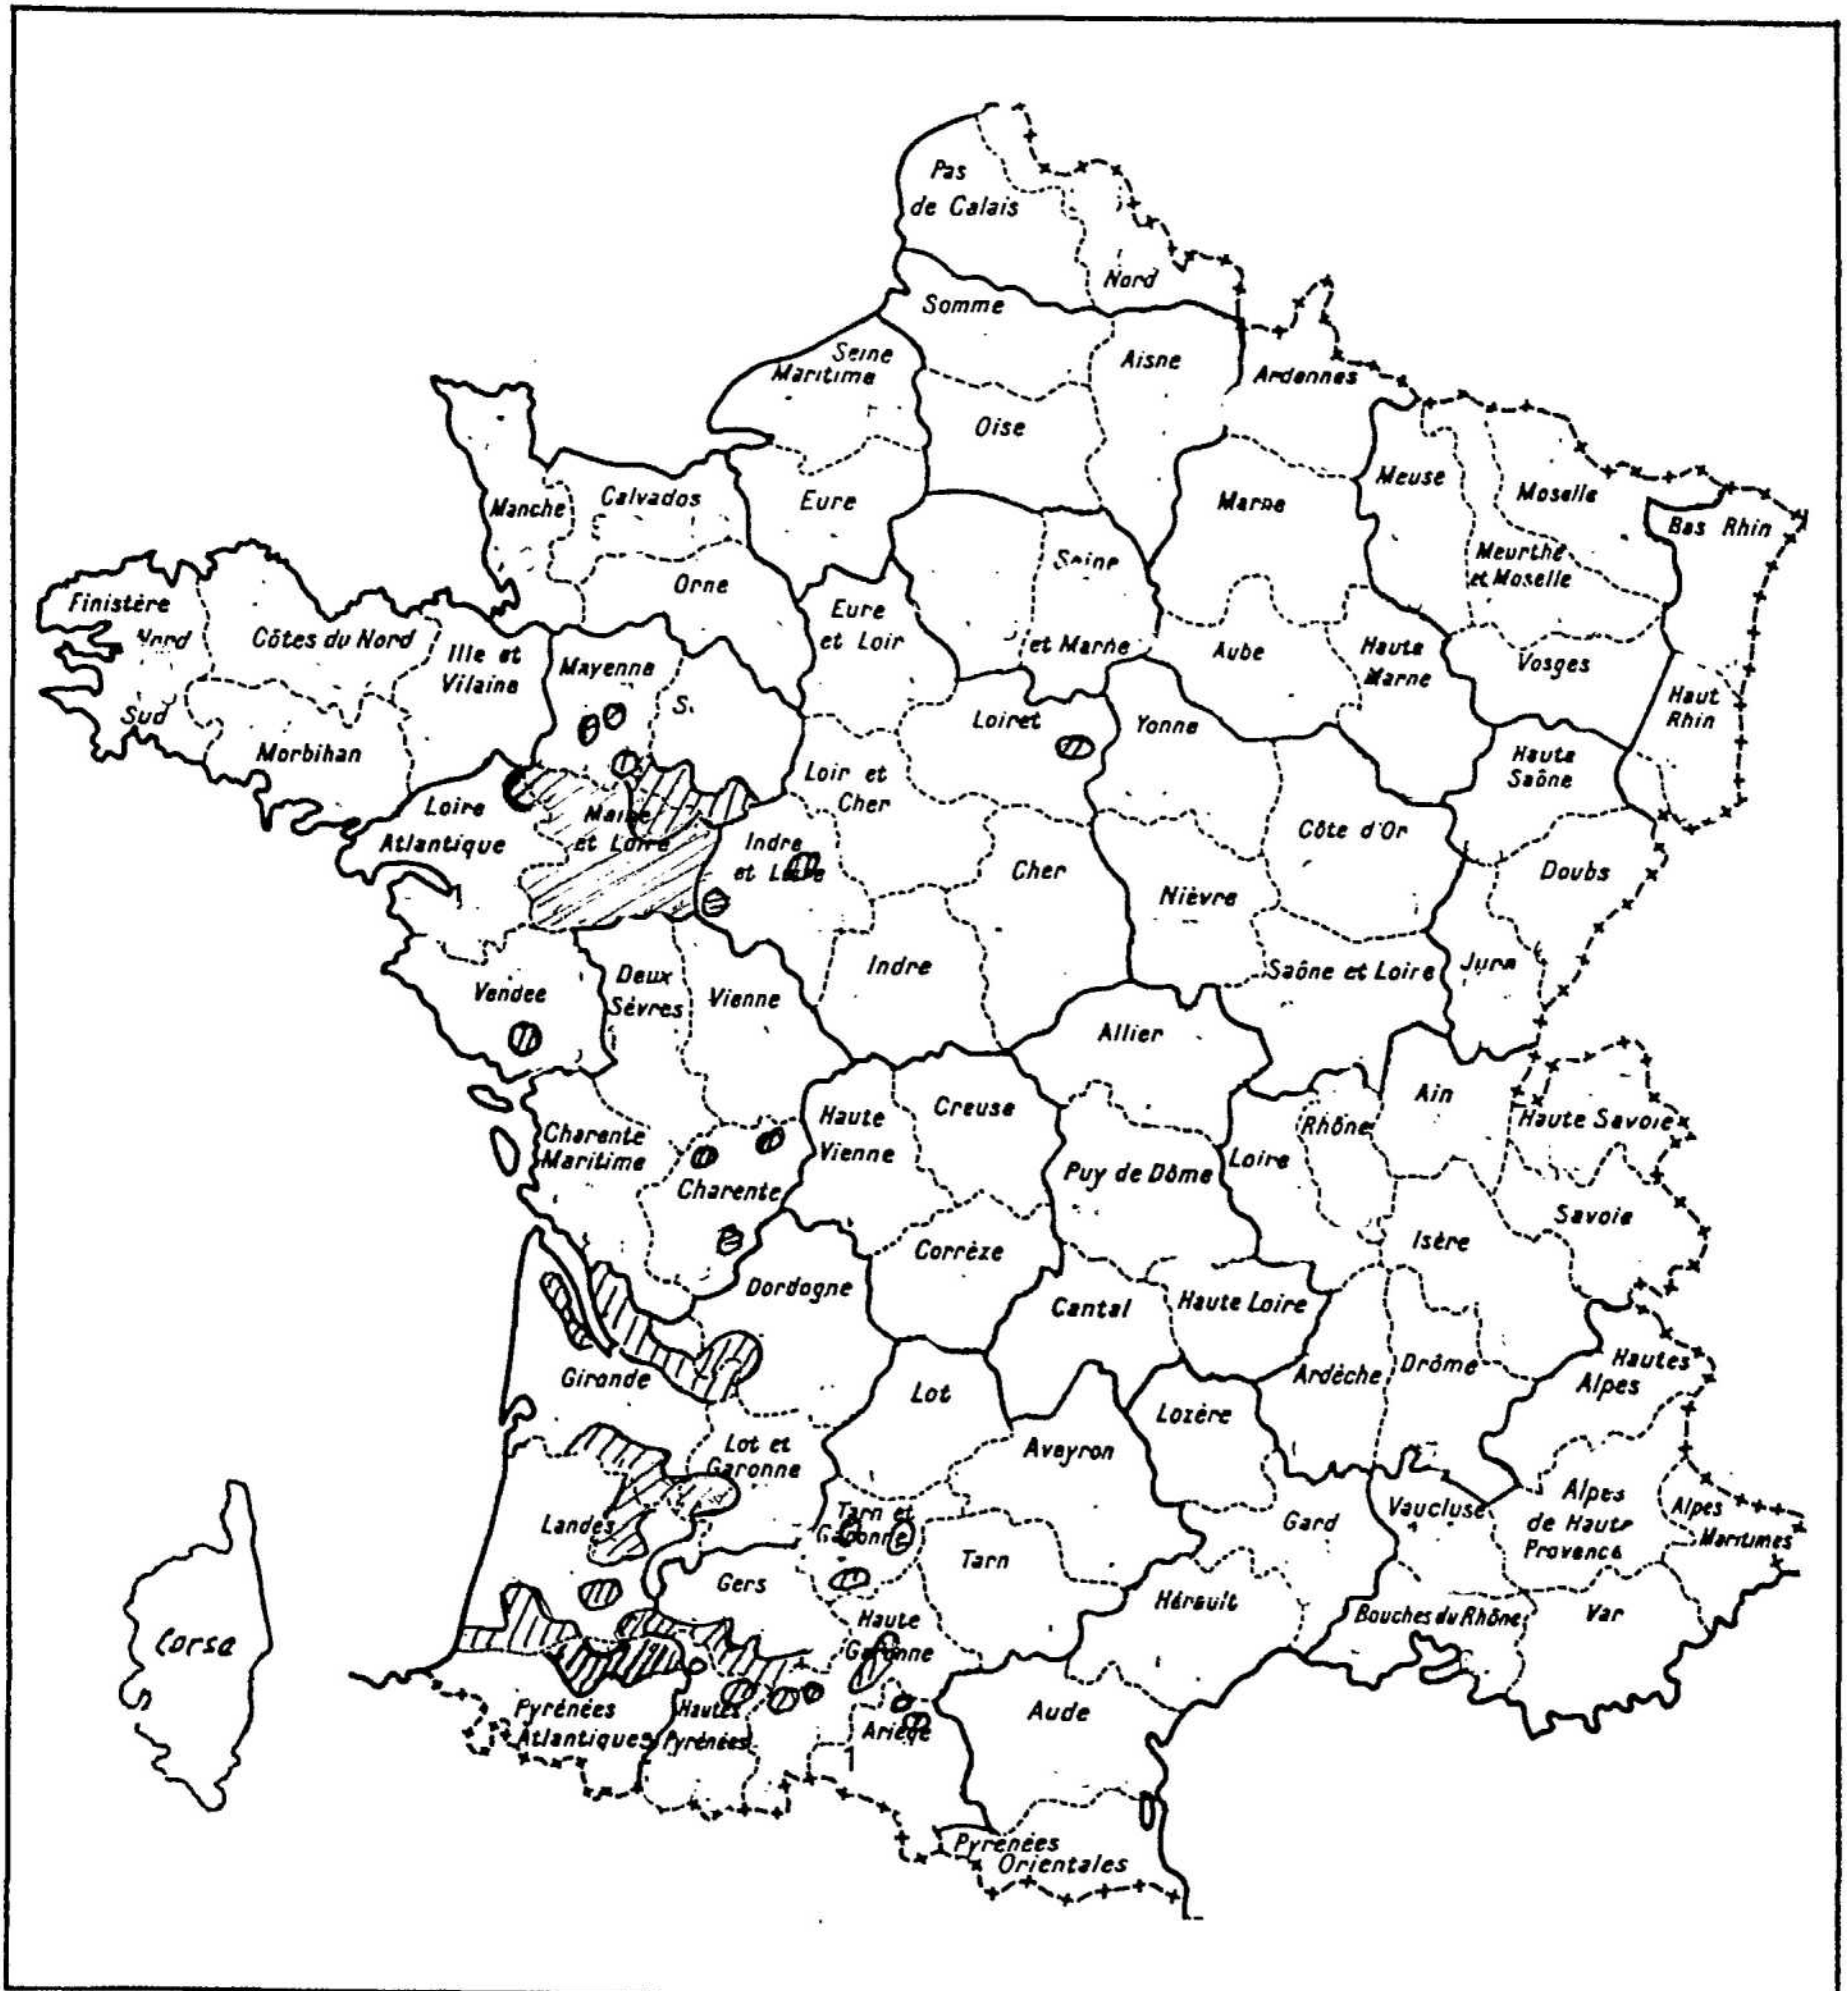 Pas
de Calais
Nord
Somme
Seine
Maritime
Aisne
Ardennes
Oise
Manche
Calvados
Eure
Marne
Meuse
Moselle
Bas Rhin
Meurthe
et Moselle
Seine
et Marne
Orne
Finistère
Nord
Sud
Côtes du Nord
Ille et
Vilaine
Mayenne
S.
Eure
et Loir
Aube
Haute
Marne
Vosges
Haut
Rhin
Morbihan
Loiret
Yonne
Haute
Saône
Loire
Atlantique
Maine
et Loire
Loir et
Cher
Indre
et Loire
Cher
Côte d'Or
Doubs
Nièvre
Vendee
Deux
Sèvres
Vienne
Indre
Saône et Loire
Jura
Allier
Charente
Maritime
Haute
Vienne
Creuse
Ain
Haute Savoie
Rhône
Loire
Puy de Dôme
Charente
Savoie
Isère
Corrèze
Dordogne
Cantal
Haute Loire
Gironde
Lot
Ardèche
Drôme
Hautes
Alpes
Lozère
Lot et
Garonne
Aveyron
Landes
Tarn et
Garonne
Gard
Vaucluse
Alpes
de Haute
Provence
Alpes
Maritimes
Tarn
Gers
Hérault
Bouches du Rhône
Var
Corse
Haute
Garonne
Pyrénées
Atlantiques
Hautes
Pyrénées
Ariège
Aude
Pyrénées
Orientales